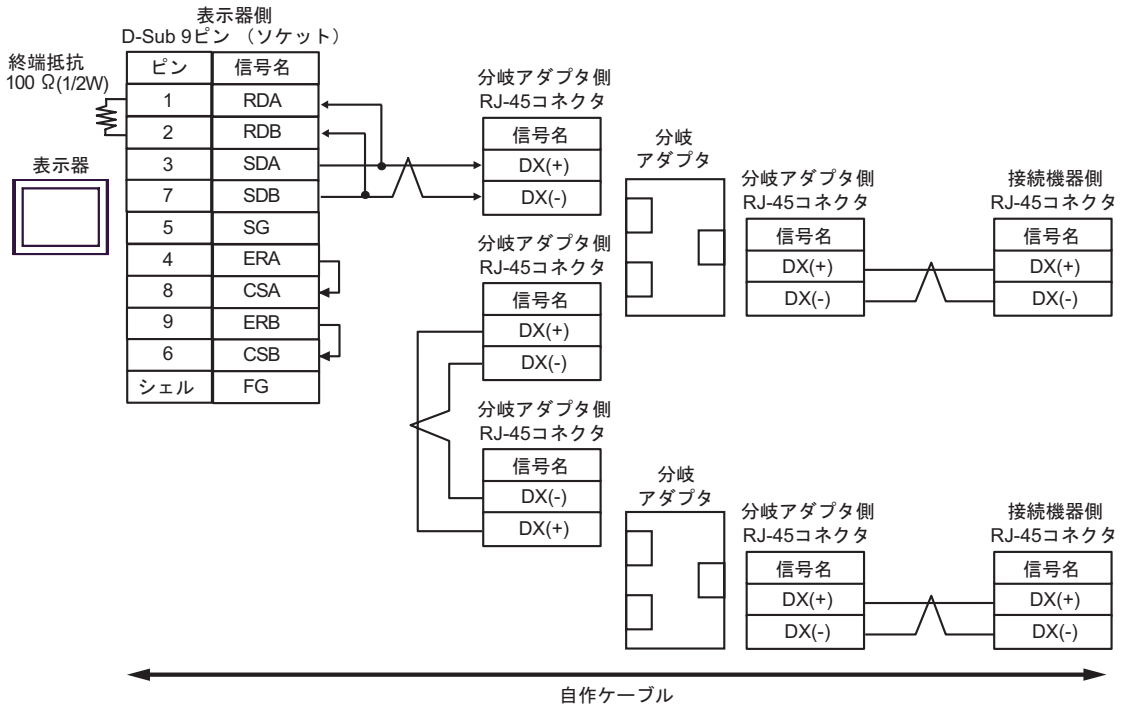 表示器側
D-Sub 9ピン （ソケット）
終端抵抗
100 Ω(1/2W)
表示器
ピン 信号名
1 RDA
2 RDB
3 SDA
7 SDB
5 SG
4 ERA
8 CSA
9 ERB
6 CSB
シェル FG
分岐アダプタ側
RJ-45コネクタ
信号名
DX(+)
DX(-)
分岐アダプタ側
RJ-45コネクタ
信号名
DX(+)
DX(-)
分岐アダプタ側
RJ-45コネクタ
信号名
DX(-)
DX(+)
分岐
アダプタ
分岐アダプタ側
RJ-45コネクタ
信号名
DX(+)
DX(-)
接続機器側
RJ-45コネクタ
信号名
DX(+)
DX(-)
分岐
アダプタ
分岐アダプタ側
RJ-45コネクタ
信号名
DX(+)
DX(-)
接続機器側
RJ-45コネクタ
信号名
DX(+)
DX(-)
自作ケーブル